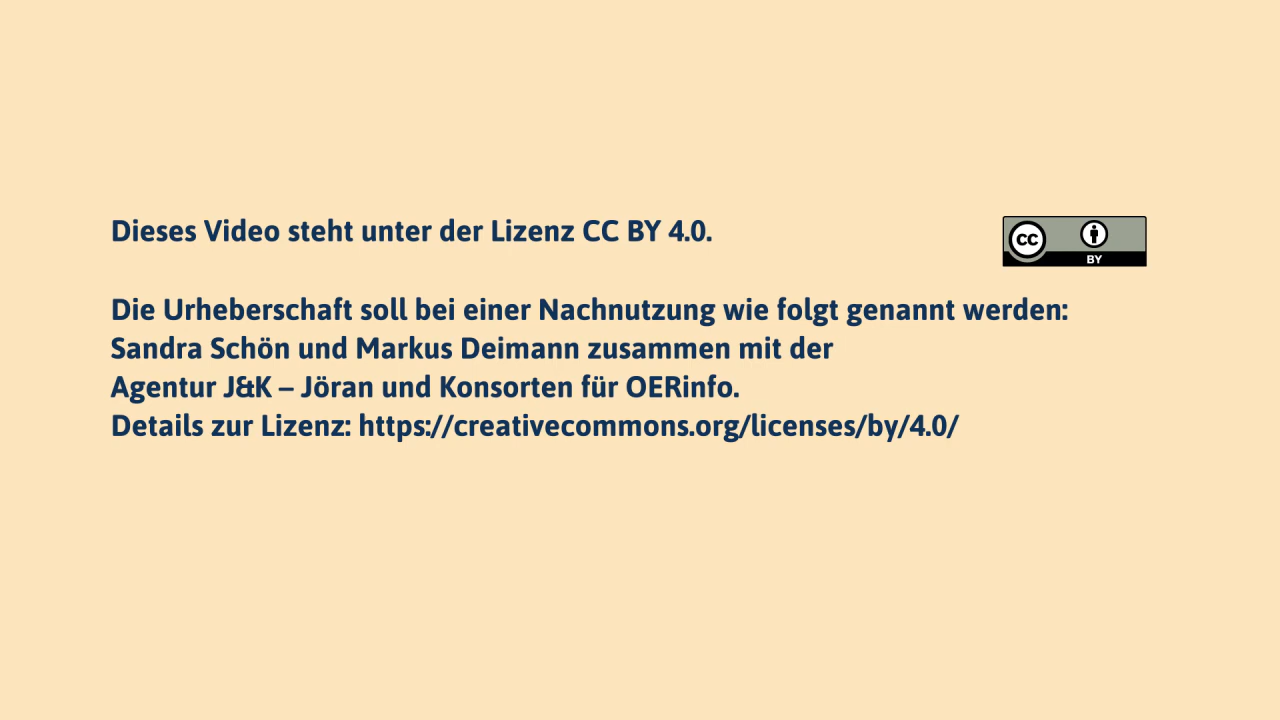 Dieses Video steht unter der Lizenz CC BY 4.0.
CC
BY
Die Urheberschaft soll bei einer Nachnutzung wie folgt genannt werden:
Sandra Schön und Markus Deimann zusammen mit der
Agentur J&K – Jöran und Konsorten für OERinfo.
Details zur Lizenz: https://creativecommons.org/licenses/by/4.0/